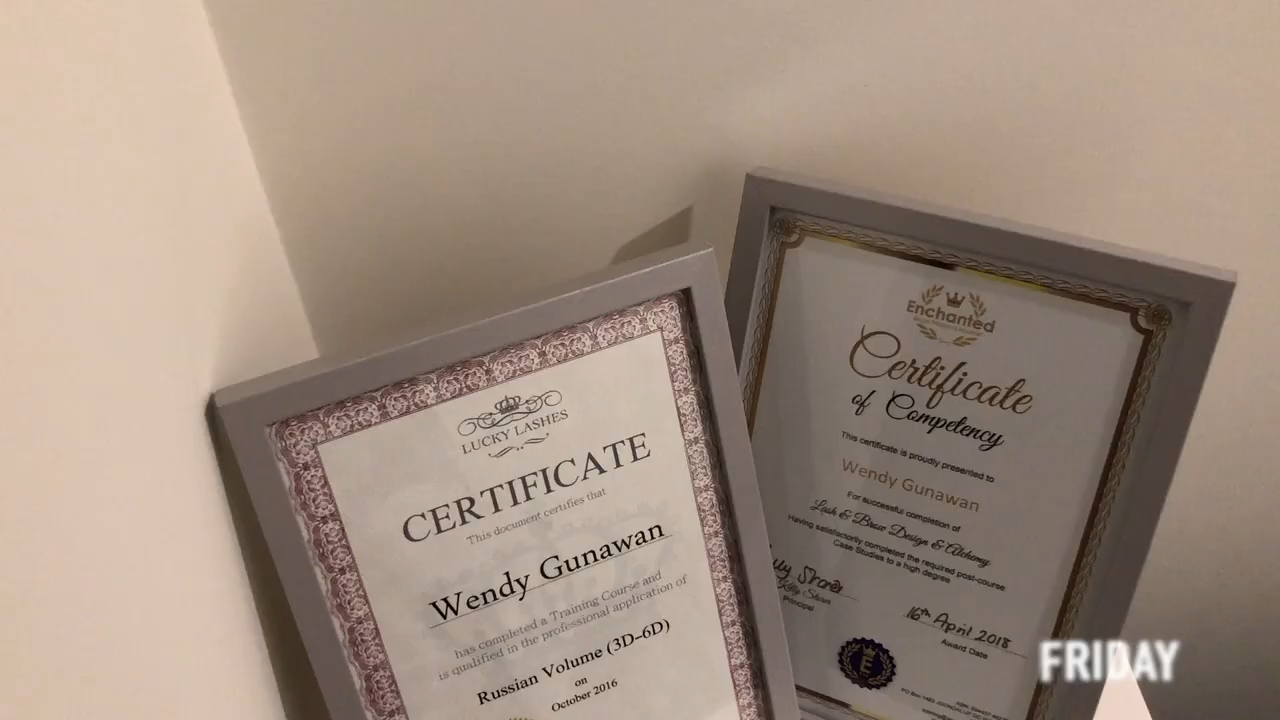 LUCKY LASHES
CERTIFICATE
This document certifies that
Wendy Gunawan
has completed a Training Course and
is qualified in the professional application of
Russian Volume (3D-6D)
on
October 2016
Enchanted
Certificate
of Competency
This certificate is proudly presented to
Wendy Gunawan
For successful completion of
Lash & Brow Design & Alchemy
Having satisfactorily completed the required post-course
Case Studies to a high degree
Principal
16th April 2018
Award Date
E
FRIDAY